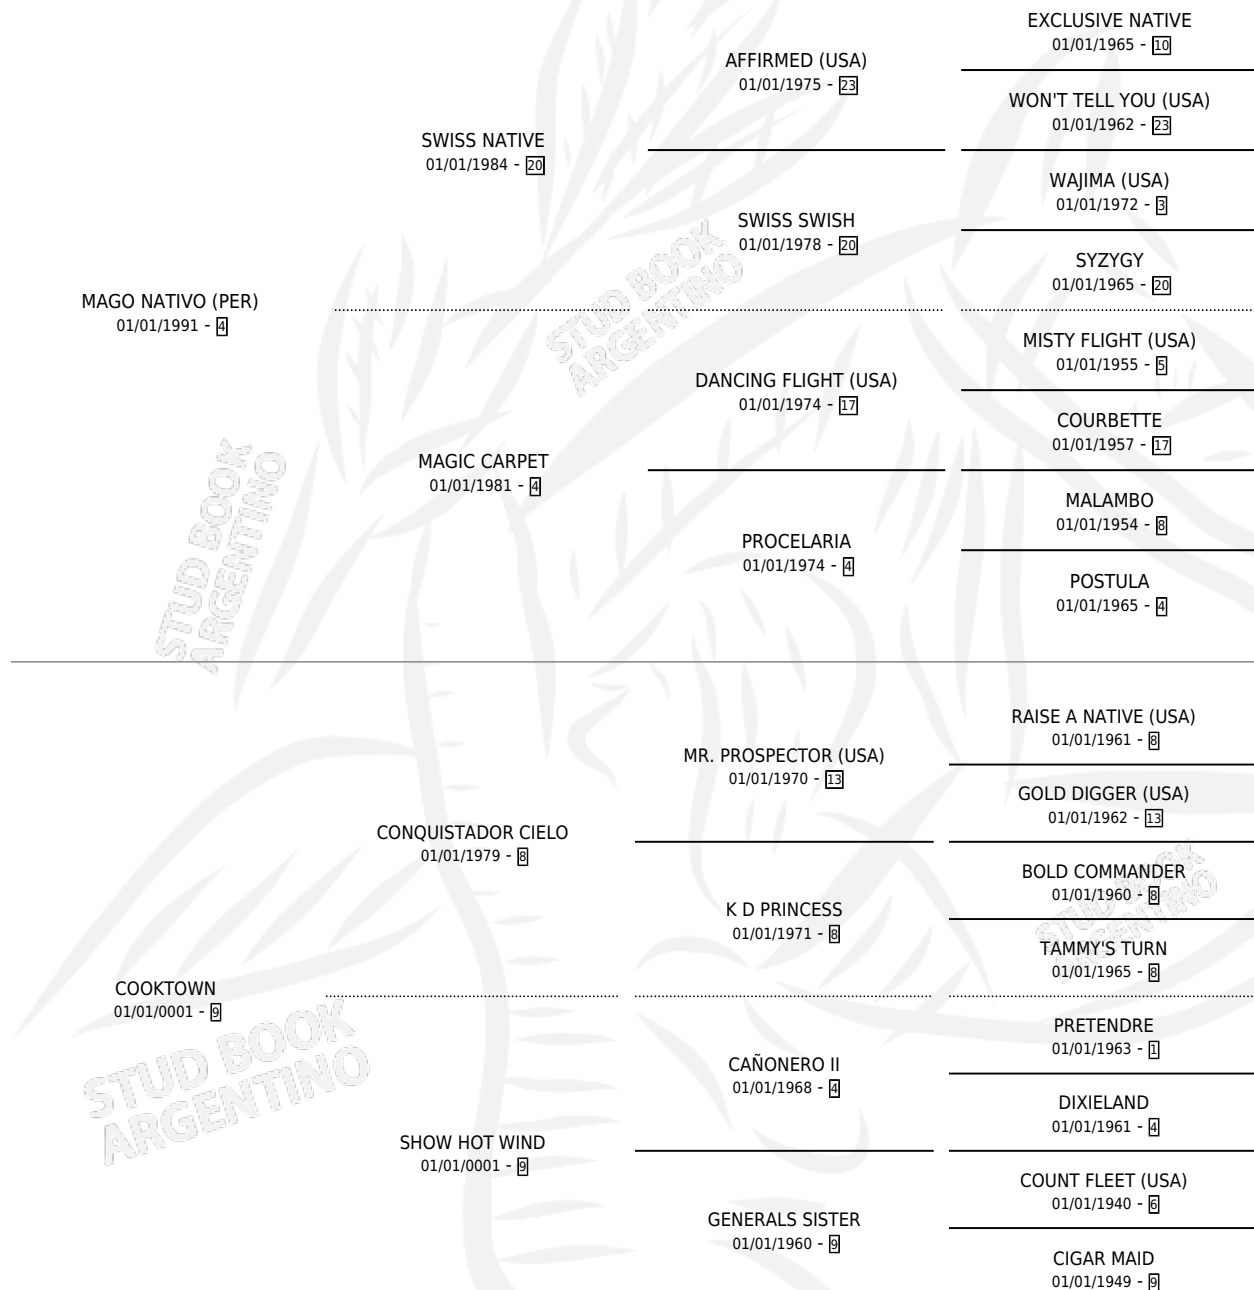 EXCLUSIVE NATIVE
01/01/1965 - 10
AFFIRMED (USA)
01/01/1975 - 23
WON'T TELL YOU (USA)
01/01/1962 - 23
SWISS NATIVE
01/01/1984 - 20
WAJIMA (USA)
01/01/1972 - 3
SWISS SWISH
01/01/1978 - 20
SYZYGY
01/01/1965 - 20
MAGO NATIVO (PER)
01/01/1991 - 4
MISTY FLIGHT (USA)
01/01/1955 - 5
DANCING FLIGHT (USA)
01/01/1974 - 17
COURBETTE
01/01/1957 - 17
MAGIC CARPET
01/01/1981 - 4
MALAMBO
01/01/1954 - 8
PROCELARIA
01/01/1974 - 4
POSTULA
01/01/1965 - 4
RAISE A NATIVE (USA)
01/01/1961 - 8
MR. PROSPECTOR (USA)
01/01/1970 - 13
GOLD DIGGER (USA)
01/01/1962 - 13
CONQUISTADOR CIELO
01/01/1979 - 8
BOLD COMMANDER
01/01/1960 - 8
K D PRINCESS
01/01/1971 - 8
TAMMY'S TURN
01/01/1965 - 8
COOKTOWN
01/01/0001 - 9
PRETENDRE
01/01/1963 - 1
CAÑONERO II
01/01/1968 - 4
DIXIELAND
01/01/1961 - 4
SHOW HOT WIND
01/01/0001 - 9
COUNT FLEET (USA)
01/01/1940 - 6
GENERALS SISTER
01/01/1960 - 9
CIGAR MAID
01/01/1949 - 9
STUD BOOK
ARGENTINO
STUD BOOK
ARGENTINO
STUD BOOK
ARGENTINO
STUD BOOK
ARGENTINO